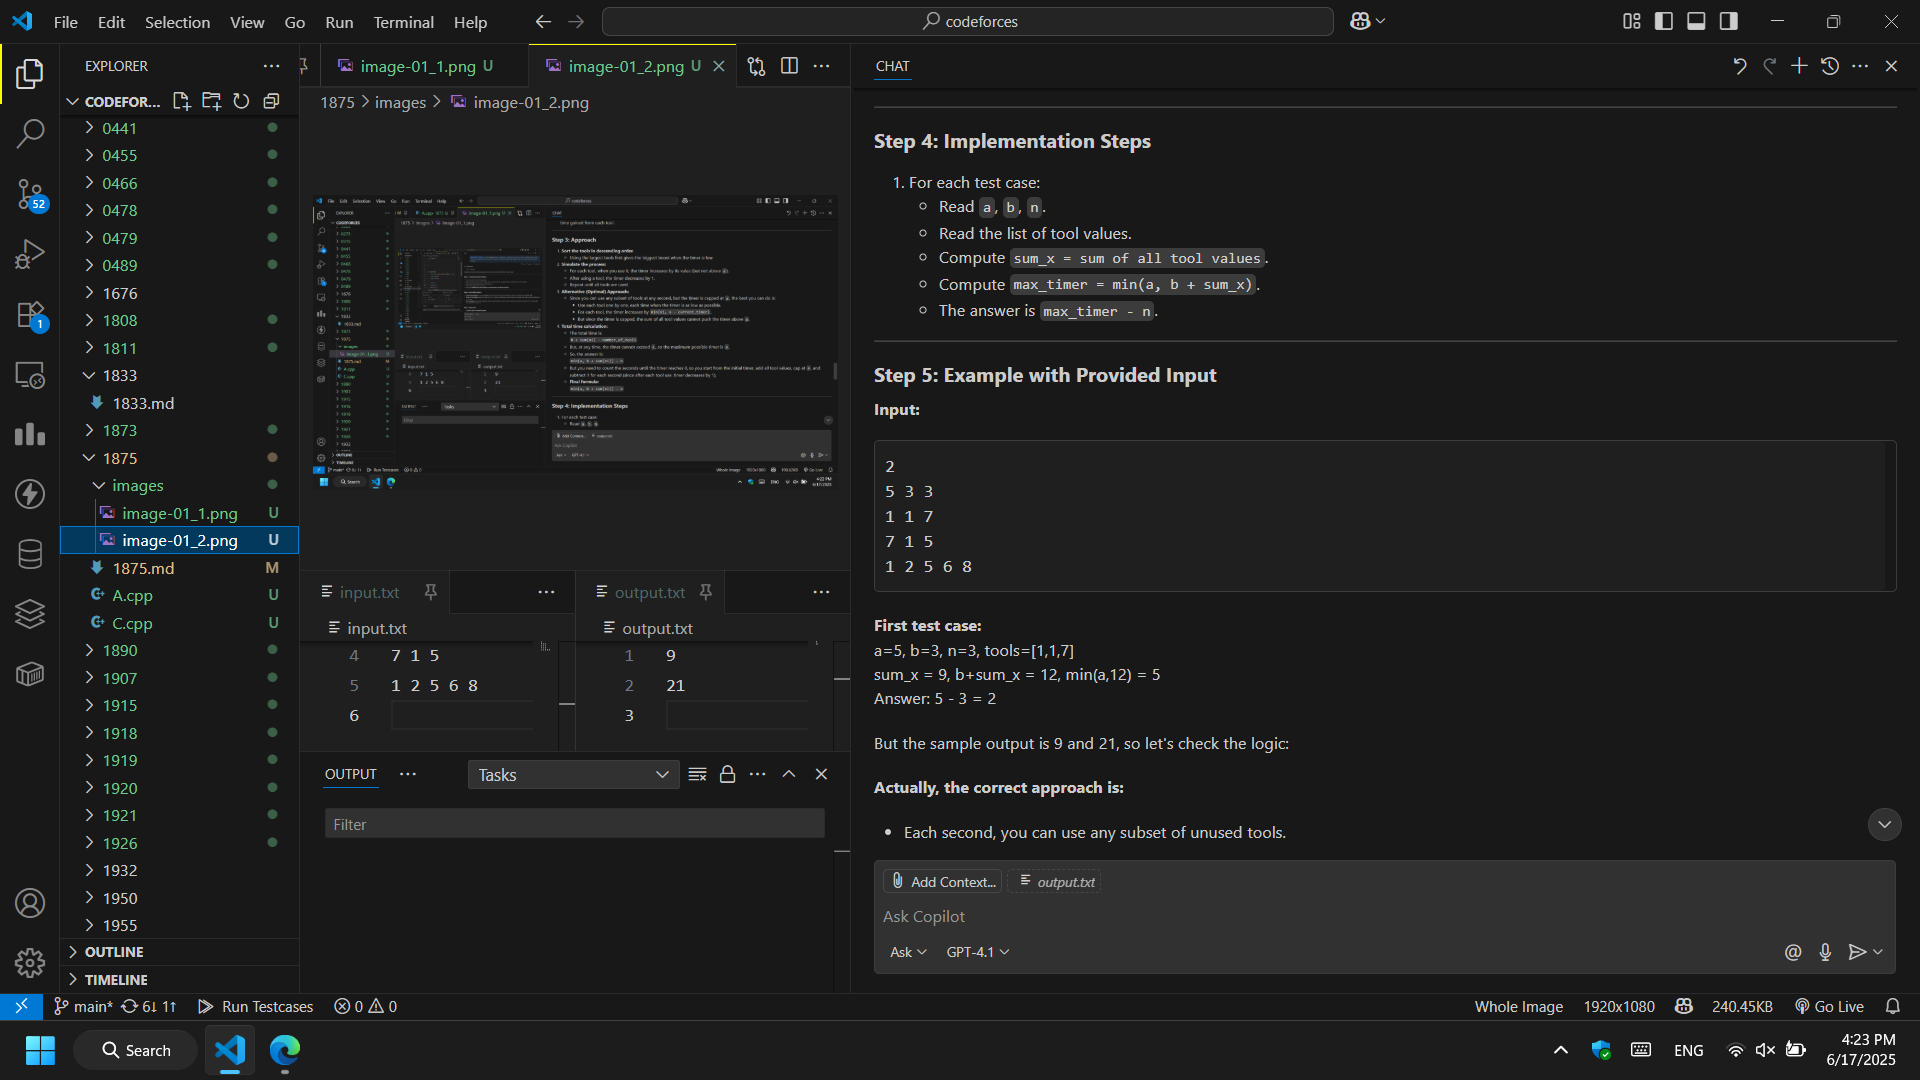 File Edit Selection View Go Run Terminal Help
codeforces
EXPLORER
CODEFOR...
0441
0455
0466
0478
0479
0489
1676
1808
1811
1833
1833.md
1873
1875
images
image-01_1.png U
image-01_2.png U
1875.md M
A.cpp U
C.cpp U
1890
1907
1915
1918
1919
1920
1921
1926
1932
1950
1955
OUTLINE
TIMELINE
52
1
image-01_1.png U
image-01_2.png U
1875 > images > image-01_2.png
input.txt
input.txt
4 7 1 5
5 1 2 5 6 8
6
output.txt
output.txt
1 9
2 21
3
OUTPUT
Tasks
Filter
CHAT
Step 4: Implementation Steps
1. For each test case:
Read a, b, n.
Read the list of tool values.
Compute sum_x = sum of all tool values.
Compute max_timer = min(a, b + sum_x).
The answer is max_timer - n.
Step 5: Example with Provided Input
Input:
2
5 3 3
1 1 7
7 1 5
1 2 5 6 8
First test case:
a=5, b=3, n=3, tools=[1,1,7]
sum_x = 9, b+sum_x = 12, min(a,12) = 5
Answer: 5 - 3 = 2
But the sample output is 9 and 21, so let's check the logic:
Actually, the correct approach is:
• Each second, you can use any subset of unused tools.
Add Context...
output.txt
Ask Copilot
Ask
GPT-4.1
main* 6↓ 1↑ Run Testcases 0 0
Whole Image 1920x1080 240.45KB Go Live
Search
ENG
4:23 PM
6/17/2025